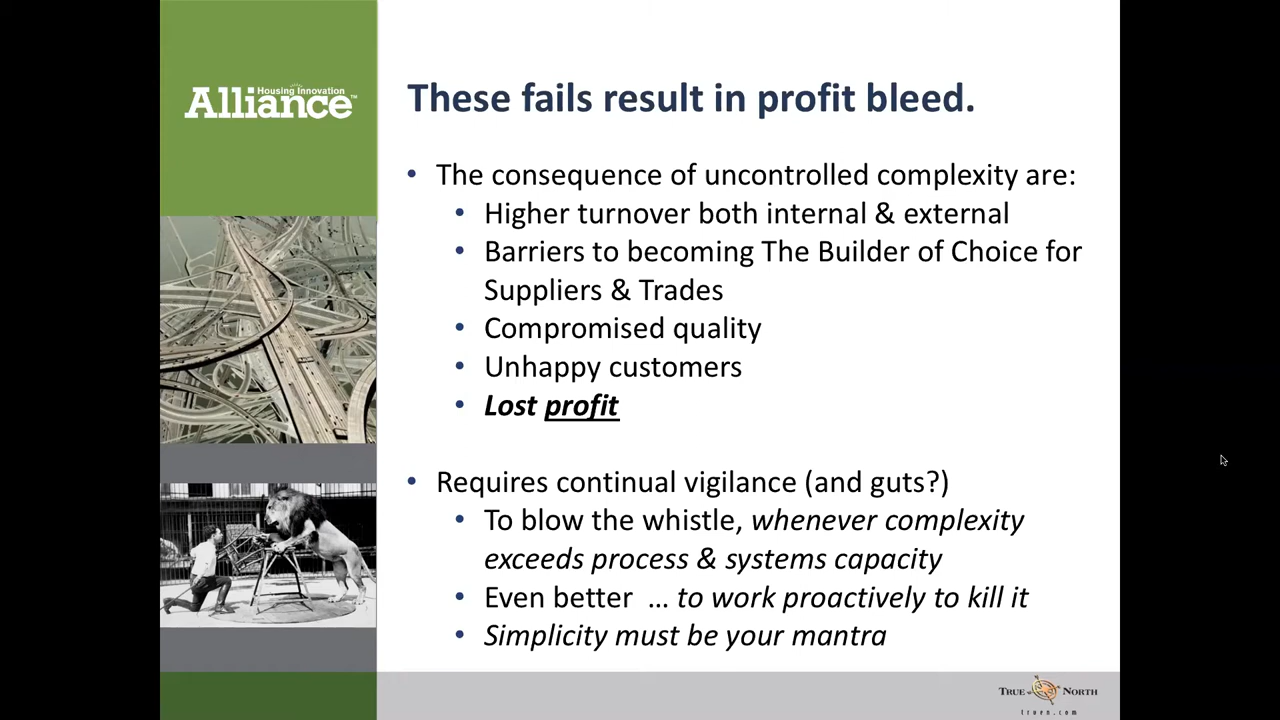 Housing Innovation
Alliance™
These fails result in profit bleed.
• The consequence of uncontrolled complexity are:
• Higher turnover both internal & external
• Barriers to becoming The Builder of Choice for
Suppliers & Trades
• Compromised quality
• Unhappy customers
• Lost profit
• Requires continual vigilance (and guts?)
• To blow the whistle, whenever complexity
exceeds process & systems capacity
• Even better … to work proactively to kill it
• Simplicity must be your mantra
TRUE NORTH
truen.com